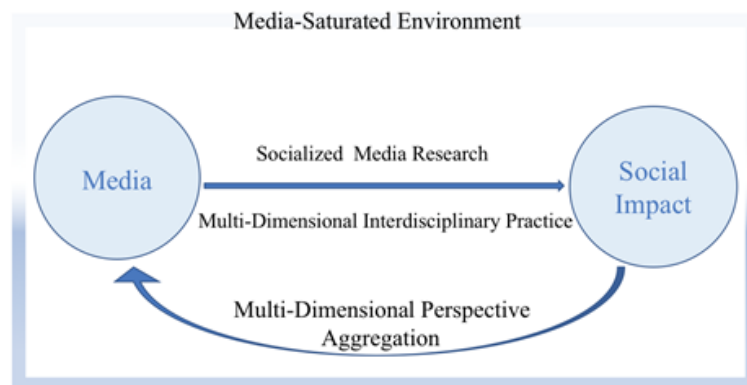 Media-Saturated Environment
Socialized Media Research
Media
Social
Impact
Multi-Dimensional Interdisciplinary Practice
Multi-Dimensional Perspective
Aggregation